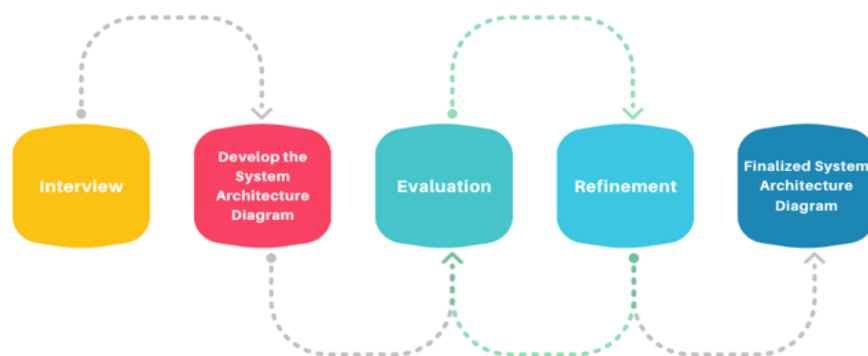 Interview
Develop the
System
Architecture
Diagram
Evaluation
Refinement
Finalized System
Architecture
Diagram